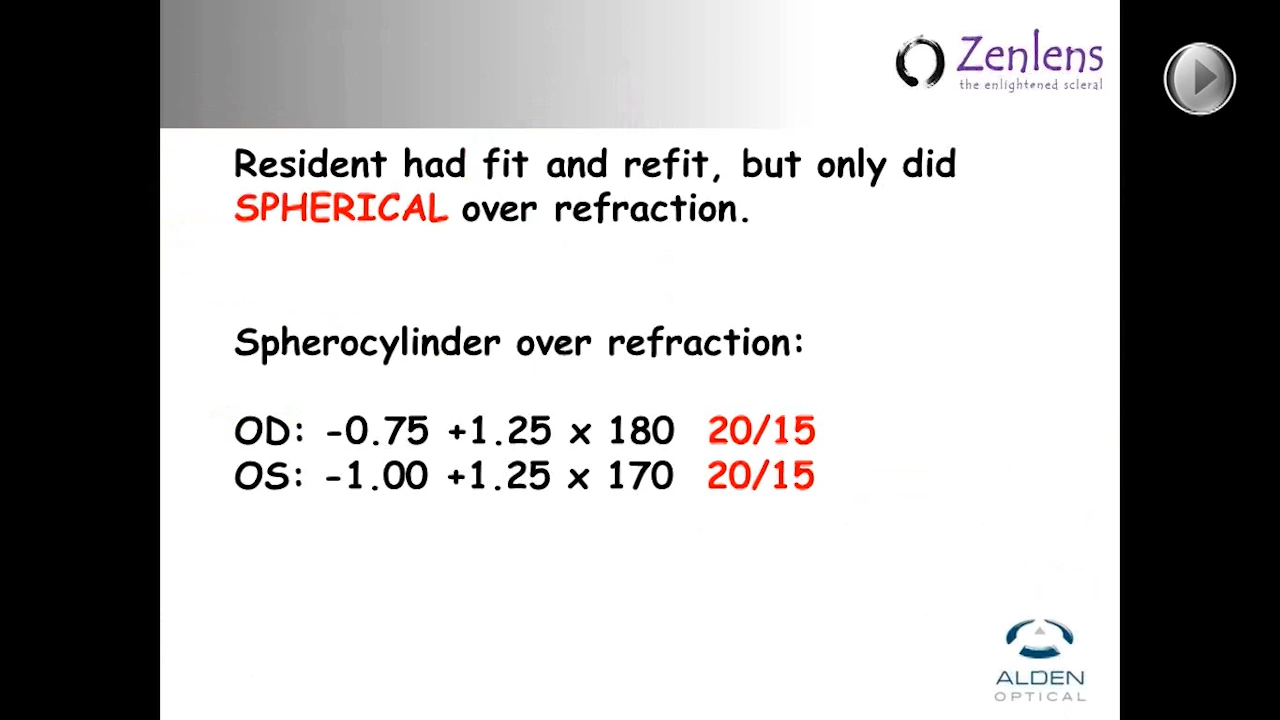 Zenlens
the enlightened scleral
Resident had fit and refit, but only did
SPHERICAL over refraction.
Spherocylinder over refraction:
OD: -0.75 +1.25 x 180 20/15
OS: -1.00 +1.25 x 170 20/15
ALDEN
OPTICAL